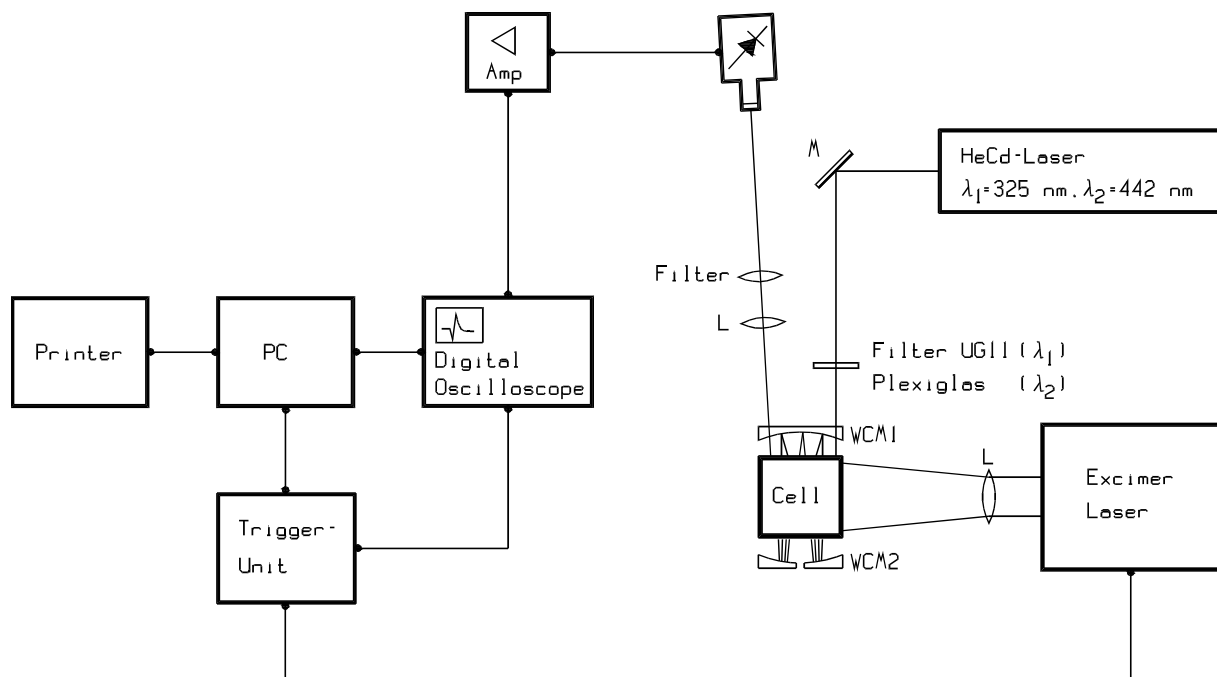 Amp
M
HeCd-Laser
λ1=325 nm, λ2=442 nm
Filter
L
Printer
PC
Digital
Oscilloscope
Filter UG11 (λ1)
Plexiglas (λ2)
WCM1
L
Cell
Excimer
Laser
Trigger-
Unit
WCM2